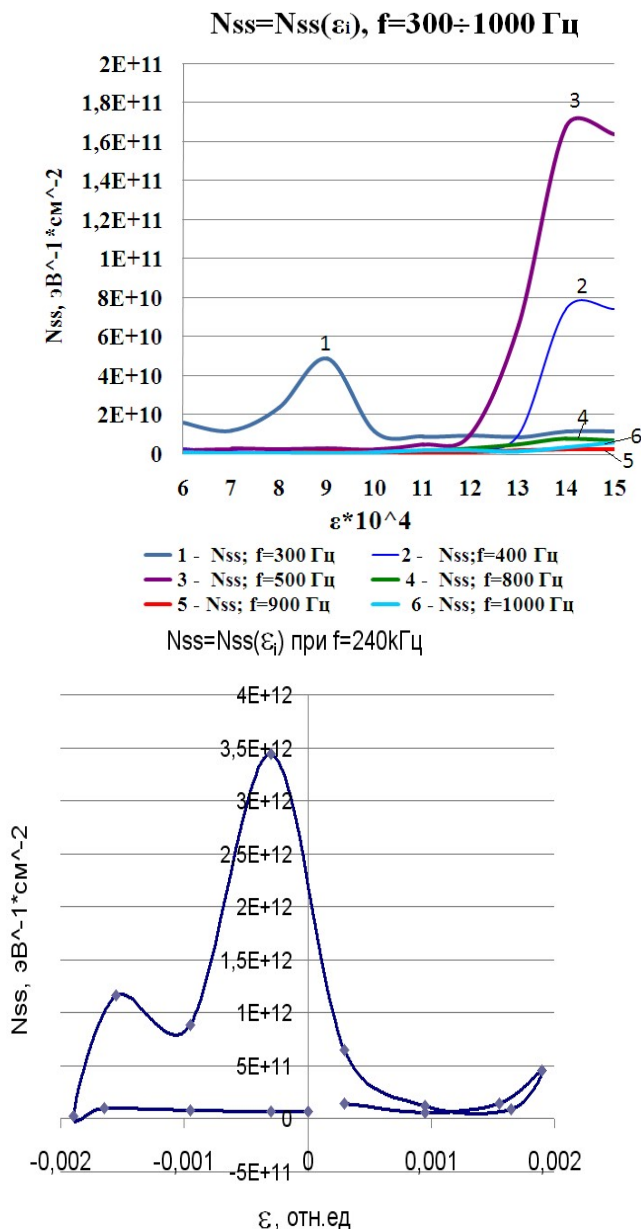 Nss=Nss(εi), f=300÷1000 Гц
2E+11
1,8E+11
1,6E+11
1,4E+11
1,2E+11
1E+11
8E+10
6E+10
4E+10
2E+10
0
Nss, эВ^-1*см^-2
1
2
3
4
5
6
6 7 8 9 10 11 12 13 14 15
ε*10^4
1 - Nss; f=300 Гц
2 - Nss;f=400 Гц
3 - Nss; f=500 Гц
4 - Nss; f=800 Гц
5 - Nss; f=900 Гц
6 - Nss; f=1000 Гц
Nss=Nss(Ɛi) при f=240kГц
4E+12
3,5E+12
3E+12
2,5E+12
2E+12
1,5E+12
1E+12
5E+11
0
-5E+11
Nss, эВ^-1*см^-2
-0,002 -0,001 0 0,001 0,002
Ɛ, отн.ед